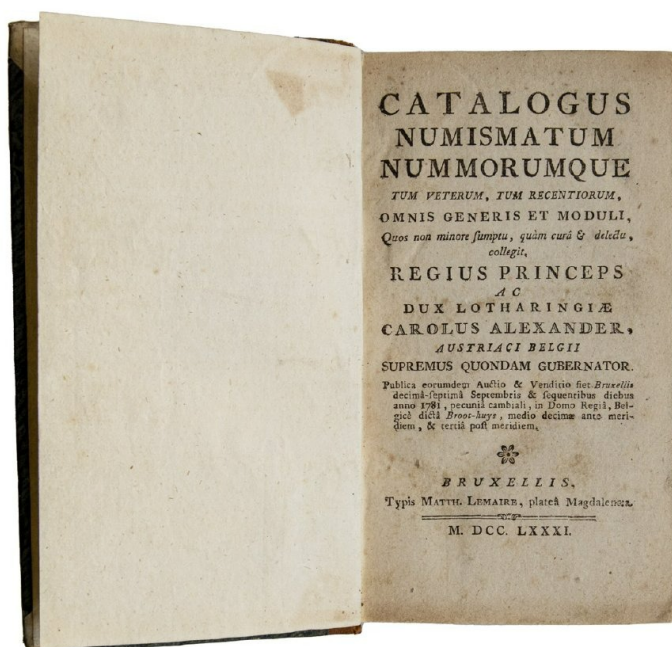 CATALOGUS
NUMISMATUM
NUMMORUMQUE
TUM VETERUM, TUM RECENTIORUM,
OMNIS GENERIS ET MODULI,
Quos non minore ſumptu, quàm curâ & delectu,
collegit,
REGIUS PRINCEPS
AC
DUX LOTHARINGIÆ
CAROLUS ALEXANDER,
AUSTRIACI BELGII
SUPREMUS QUONDAM GUBERNATOR.
Publica eorumdem Auctio & Venditio fiet Bruxellis
decimâ-ſeptimâ Septembris & ſequentibus diebus
anno 1781, pecuniâ cambiali, in Domo Regiâ, Bel-
gicè dictâ Broot-huys, medio decimæ ante meri-
diem, & tertiâ poſt meridiem.
BRUXELLIS,
Typis MATTH. LEMAIRE, plateâ Magdalenæa.
M. DCC. LXXXI.